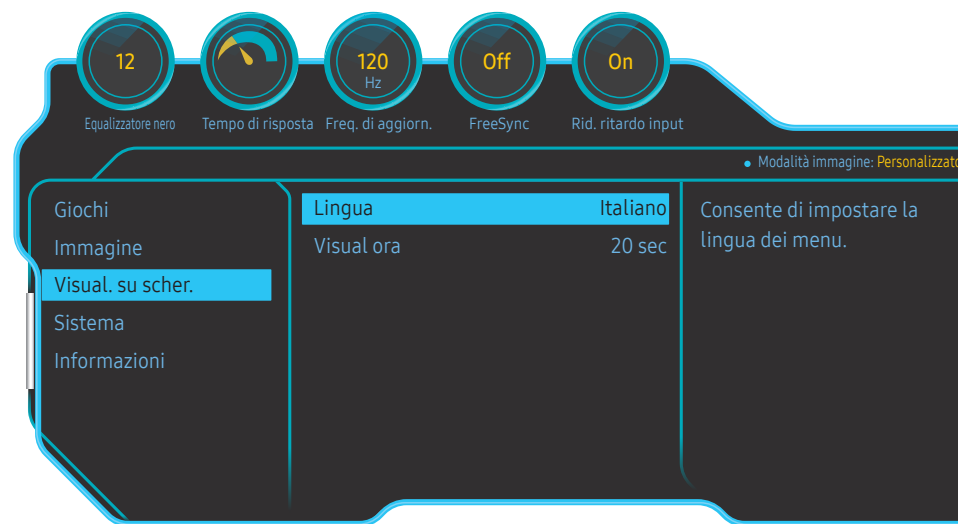 12
120
Hz
Off
On
Equalizzatore nero
Tempo di risposta
Freq. di aggiorn.
FreeSync
Rid. ritardo input
Modalità immagine: Personalizzato
Giochi
Immagine
Visual. su scher.
Sistema
Informazioni
Lingua Italiano
Visual ora 20 sec
Consente di impostare la
lingua dei menu.